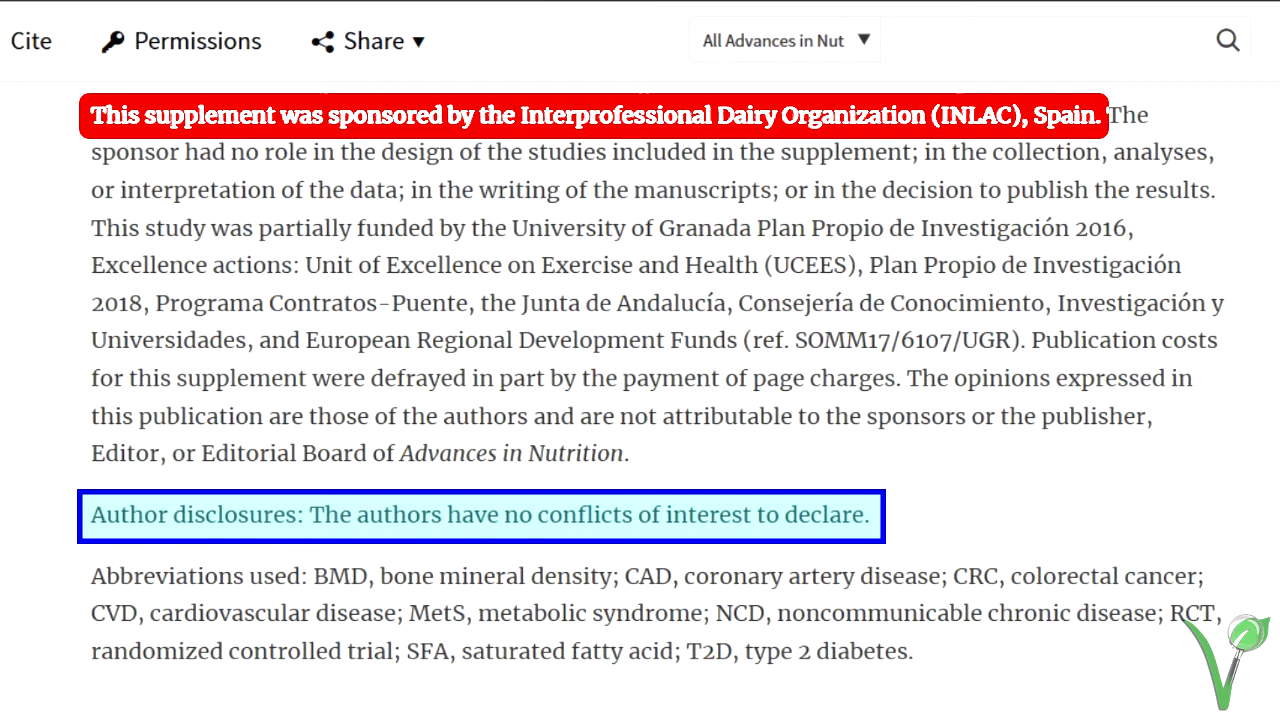 Cite Permissions Share ▼ All Advances in Nut ▼
This supplement was sponsored by the Interprofessional Dairy Organization (INLAC), Spain. The
sponsor had no role in the design of the studies included in the supplement; in the collection, analyses,
or interpretation of the data; in the writing of the manuscripts; or in the decision to publish the results.
This study was partially funded by the University of Granada Plan Propio de Investigación 2016,
Excellence actions: Unit of Excellence on Exercise and Health (UCEES), Plan Propio de Investigación
2018, Programa Contratos-Puente, the Junta de Andalucía, Consejería de Conocimiento, Investigación y
Universidades, and European Regional Development Funds (ref. SOMM17/6107/UGR). Publication costs
for this supplement were defrayed in part by the payment of page charges. The opinions expressed in
this publication are those of the authors and are not attributable to the sponsors or the publisher,
Editor, or Editorial Board of Advances in Nutrition.
Author disclosures: The authors have no conflicts of interest to declare.
Abbreviations used: BMD, bone mineral density; CAD, coronary artery disease; CRC, colorectal cancer;
CVD, cardiovascular disease; MetS, metabolic syndrome; NCD, noncommunicable chronic disease; RCT,
randomized controlled trial; SFA, saturated fatty acid; T2D, type 2 diabetes.